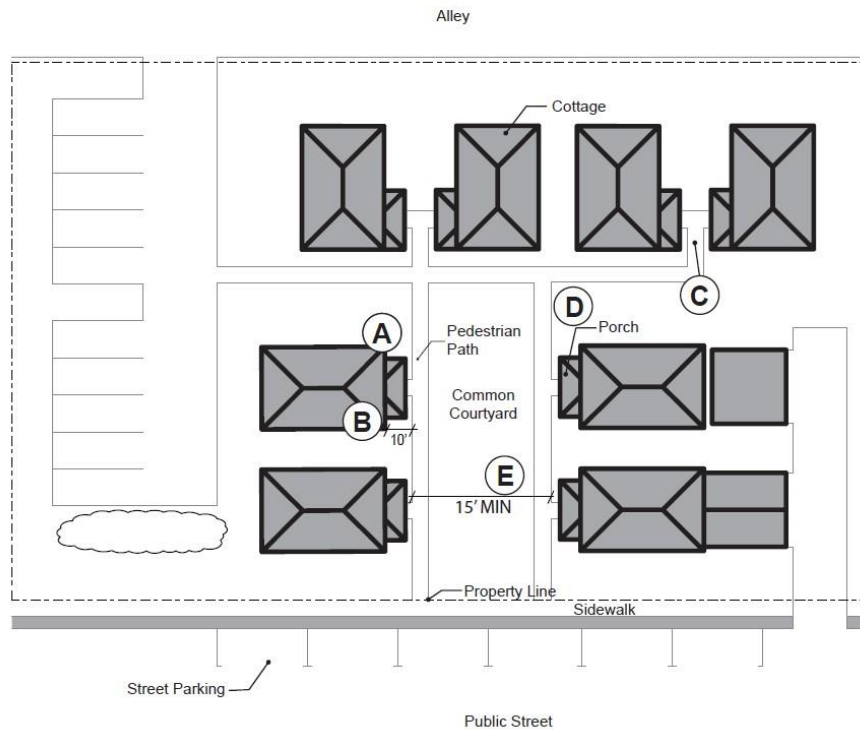 Alley
Cottage
C
A
D
Pedestrian
Path
Porch
Common
Courtyard
B
10'
E
15' MIN
Property Line
Sidewalk
Street Parking
Public Street